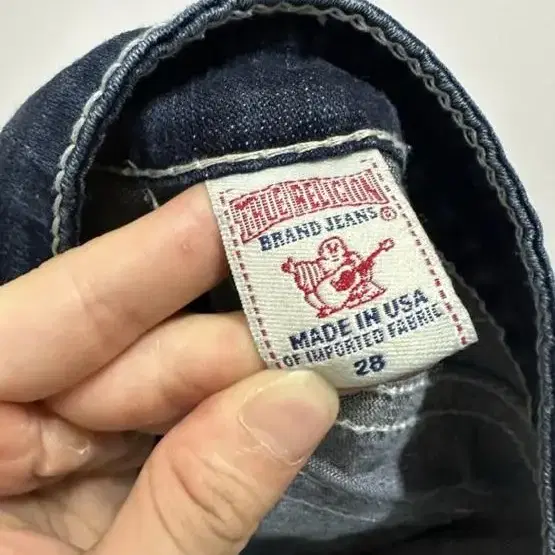 TRUE RELIGION
BRAND JEANS®
MADE IN USA
OF IMPORTED FABRIC
28